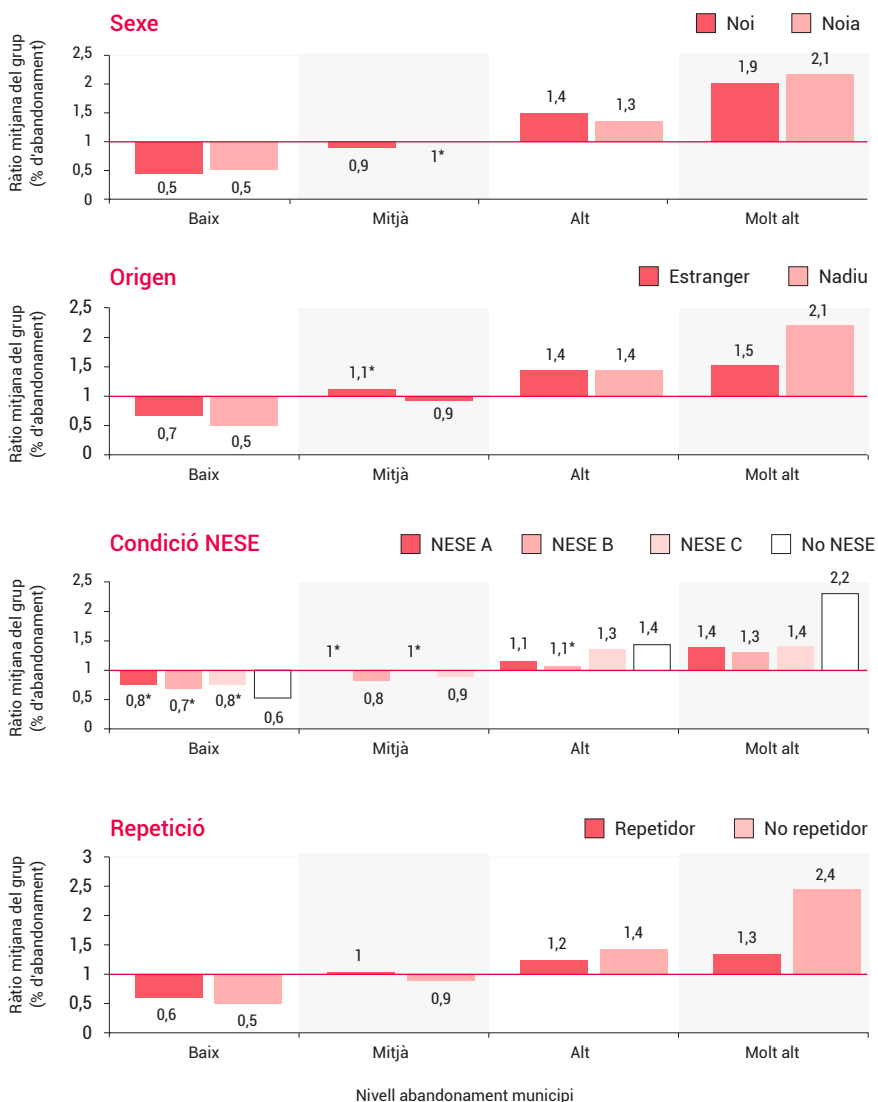 Sexe
Noi
Noia
Ràtio mitjana del grup
(% d'abandonament)
2,5
2
1,5
1
0,5
0
0,5
0,5
0,9
1*
1,4
1,3
1,9
2,1
Baix
Mitjà
Alt
Molt alt
Origen
Estranger
Nadiu
Ràtio mitjana del grup
(% d'abandonament)
2,5
2
1,5
1
0,5
0
0,7
0,5
1,1*
0,9
1,4
1,4
1,5
2,1
Baix
Mitjà
Alt
Molt alt
Condició NESE
NESE A
NESE B
NESE C
No NESE
Ràtio mitjana del grup
(% d'abandonament)
2,5
2
1,5
1
0,5
0
0,8*
0,7*
0,8*
0,6
1*
0,8
1*
0,9
1,1
1,1*
1,3
1,4
1,4
1,3
1,4
2,2
Baix
Mitjà
Alt
Molt alt
Repetició
Repetidor
No repetidor
Ràtio mitjana del grup
(% d'abandonament)
3
2,5
2
1,5
1
0,5
0
0,6
0,5
1
0,9
1,2
1,4
1,3
2,4
Baix
Mitjà
Alt
Molt alt
Nivell abandonament municipi